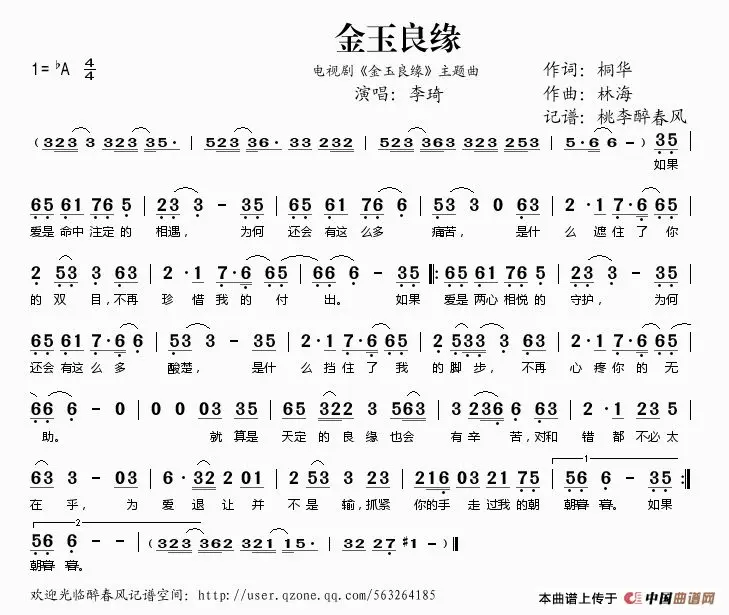 金玉良缘
1=♭A 4/4
电视剧《金玉良缘》主题曲
演唱：李琦
作词：桐华
作曲：林海
记谱：桃李醉春风
（323 3 323 35· | 523 36· 33 232 | 523 363 323 253 | 5·6 6 - ）35 |
如果
65 61 76 5 | 23 3 - 35 | 65 61 76 6 | 53 3 0 63 | 2·1 7·6 65 |
爱是 命中 注定 的 相遇， 为何 还会 有这 么多 痛苦， 是什 么 遮 住 了 你
2 53 3 63 | 2·1 7·6 65 | 66 6 - 35 |: 65 61 76 5 | 23 3 - 35 |
的 双 目，不再 珍 惜 我 的 付 出。 如果 爱是 两心 相悦 的 守护， 为何
65 61 7·6 6 | 53 3 - 35 | 2·1 7·6 65 | 2 533 3 63 | 2·1 7·6 65 |
还会 有这 么 多 酸楚， 是什 么 挡 住 了 我 的 脚 步， 不再 心 疼 你 的 无
66 6 - 0 | 0 0 03 35 | 65 322 3 563 | 3 236 6 63 | 2·1 235 |
助。 就 算是 天定 的 良 缘 也会 有 辛 苦，对和 错 都 不必 太
63 3 - 03 | 6·32 2 01 | 53 3 23 | 216 03 21 75 | 56 6 - 35 :|
1
在 乎， 为 爱 退 让 并 不 是 输，抓紧 你的 手 走 过我 的朝 朝暮 暮。 如果
2
56 6 - - | （323 362 321 15· | 32 27 #1 - ）||
朝暮 暮。
欢迎光临醉春风记谱空间：http://user.qzone.qq.com/563264185
本曲谱上传于 中国曲谱网